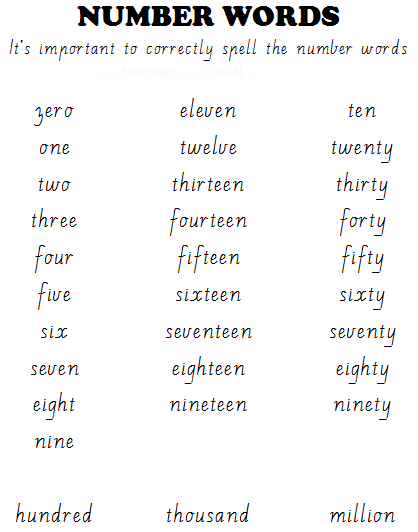 NUMBER WORDS
It's important to correctly spell the number words
zero eleven ten
one twelve twenty
two thirteen thirty
three fourteen forty
four fifteen fifty
five sixteen sixty
six seventeen seventy
seven eighteen eighty
eight nineteen ninety
nine
hundred thousand million